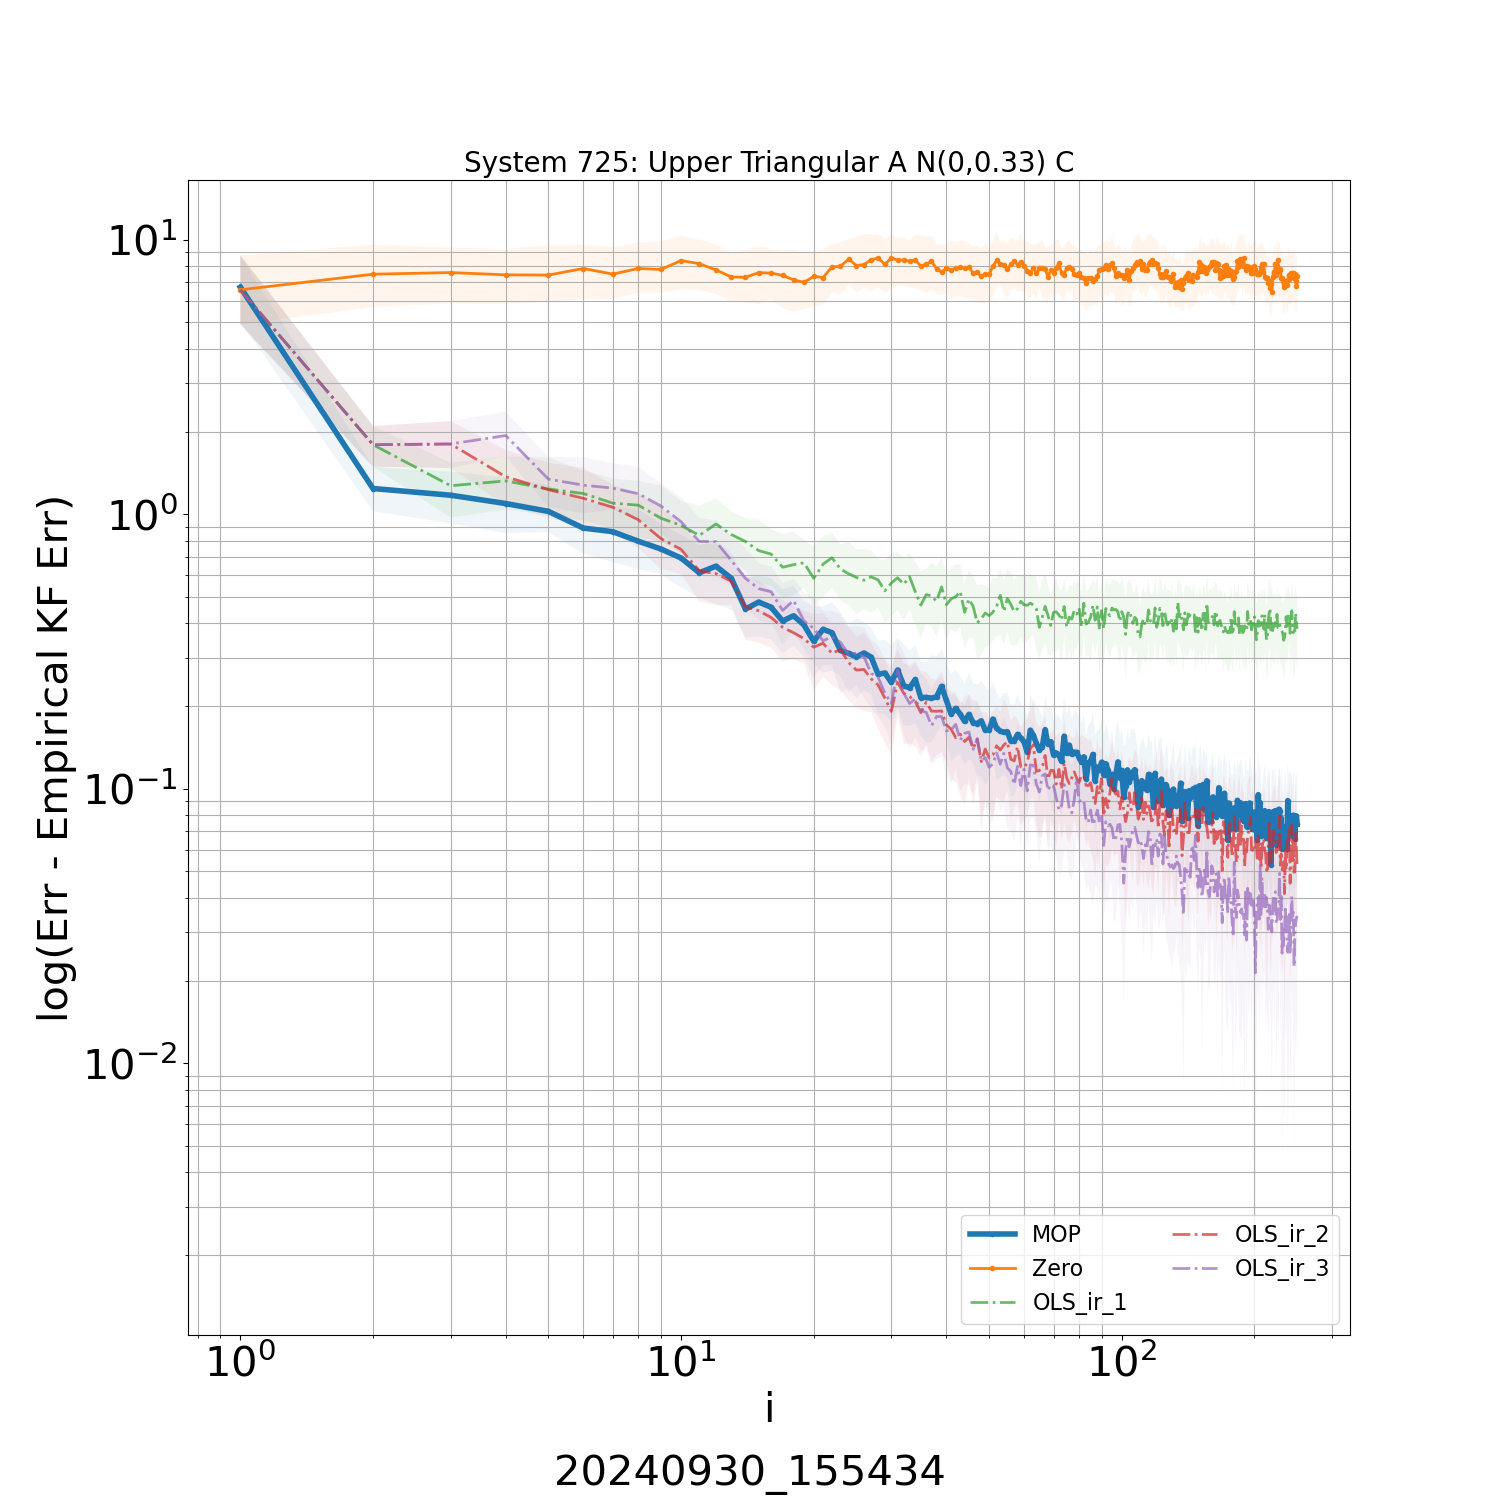 System 725: Upper Triangular A N(0,0.33) C
log(Err - Empirical KF Err)
10¹
10⁰
10⁻¹
10⁻²
MOP
Zero
OLS_ir_1
OLS_ir_2
OLS_ir_3
10⁰ 10¹ 10²
i
20240930_155434